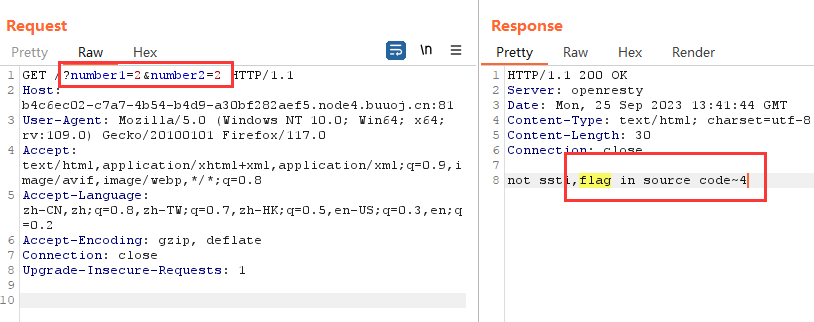 Request
Pretty Raw Hex
\n
1 GET /?number1=2&number2=2 HTTP/1.1
2 Host:
b4c6ec02-c7a7-4b54-b4d9-a30bf282aef5.node4.buuoj.cn:81
3 User-Agent: Mozilla/5.0 (Windows NT 10.0; Win64; x64;
rv:109.0) Gecko/20100101 Firefox/117.0
4 Accept:
text/html,application/xhtml+xml,application/xml;q=0.9,im
age/avif,image/webp,*/*;q=0.8
5 Accept-Language:
zh-CN,zh;q=0.8,zh-TW;q=0.7,zh-HK;q=0.5,en-US;q=0.3,en;q
=0.2
6 Accept-Encoding: gzip, deflate
7 Connection: close
8 Upgrade-Insecure-Requests: 1
9
10
Response
Pretty Raw Hex Render
1 HTTP/1.1 200 OK
2 Server: openresty
3 Date: Mon, 25 Sep 2023 13:41:44 GMT
4 Content-Type: text/html; charset=utf-8
5 Content-Length: 30
6 Connection: close
7
8 not ssti,flag in source code~4